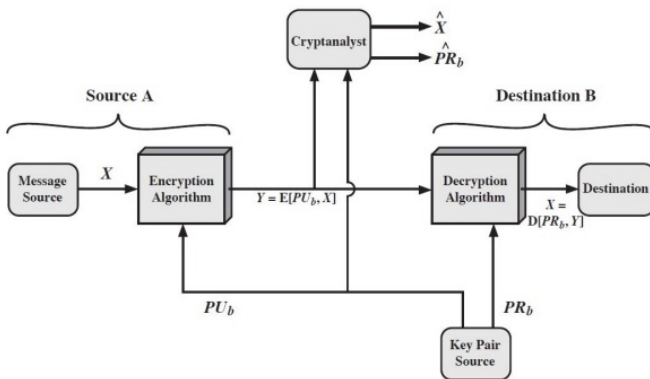 Cryptanalyst
X̂
P̂R_b
Source A
Destination B
Message
Source
X
Encryption
Algorithm
Y = E[PU_b, X]
Decryption
Algorithm
X =
D[PR_b, Y]
Destination
PU_b
PR_b
Key Pair
Source